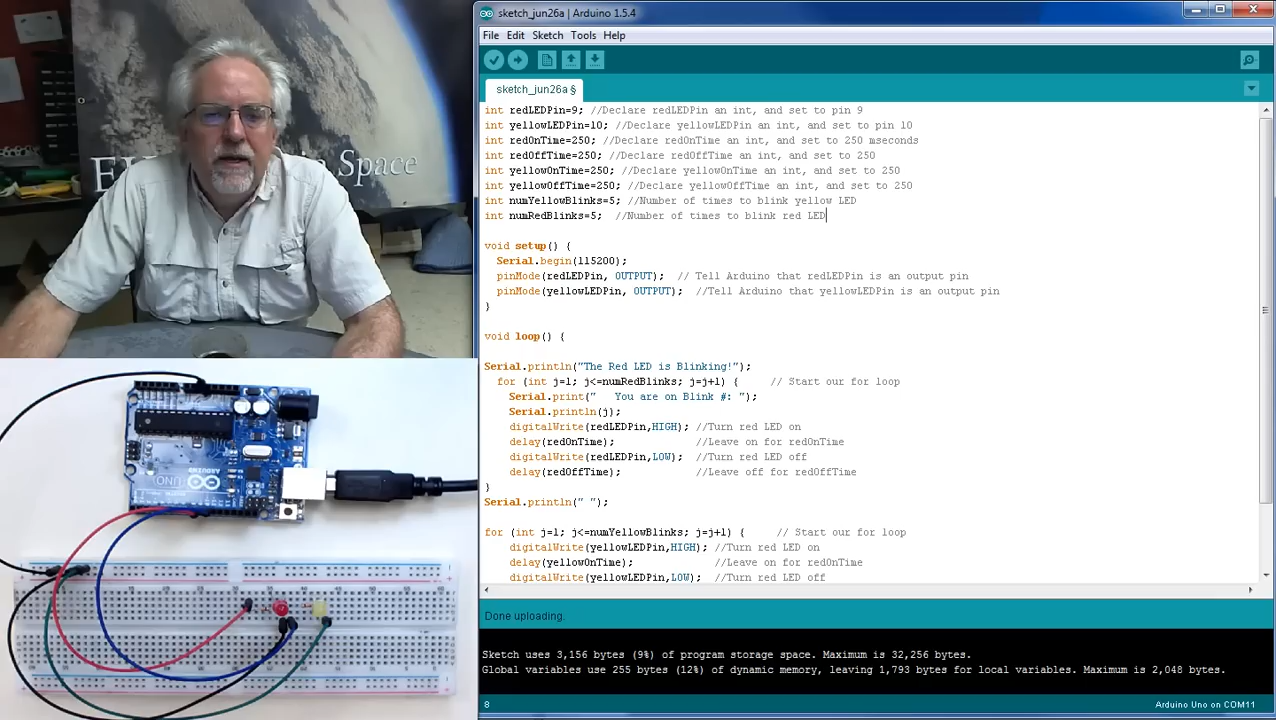 sketch_jun26a | Arduino 1.5.4
File Edit Sketch Tools Help
sketch_jun26a §
int redLEDPin=9; //Declare redLEDPin an int, and set to pin 9
int yellowLEDPin=10; //Declare yellowLEDPin an int, and set to pin 10
int redOnTime=250; //Declare redOnTime an int, and set to 250 mseconds
int redOffTime=250; //Declare redOffTime an int, and set to 250
int yellowOnTime=250; //Declare yellowOnTime an int, and set to 250
int yellowOffTime=250; //Declare yellowOffTime an int, and set to 250
int numYellowBlinks=5; //Number of times to blink yellow LED
int numRedBlinks=5;  //Number of times to blink red LED
void setup() {
Serial.begin(115200);
pinMode(redLEDPin, OUTPUT);  // Tell Arduino that redLEDPin is an output pin
pinMode(yellowLEDPin, OUTPUT);  //Tell Arduino that yellowLEDPin is an output pin
}
void loop() {
Serial.println("The Red LED is Blinking!");
for (int j=1; j<=numRedBlinks; j=j+1) {     // Start our for loop
Serial.print("   You are on Blink #: ");
Serial.println(j);
digitalWrite(redLEDPin,HIGH); //Turn red LED on
delay(redOnTime);             //Leave on for redOnTime
digitalWrite(redLEDPin,LOW);  //Turn red LED off
delay(redOffTime);            //Leave off for redOffTime
}
Serial.println(" ");
for (int j=1; j<=numYellowBlinks; j=j+1) {     // Start our for loop
digitalWrite(yellowLEDPin,HIGH); //Turn red LED on
delay(yellowOnTime);             //Leave on for redOnTime
digitalWrite(yellowLEDPin,LOW);  //Turn red LED off
Done uploading.
Sketch uses 3,156 bytes (9%) of program storage space. Maximum is 32,256 bytes.
Global variables use 255 bytes (12%) of dynamic memory, leaving 1,793 bytes for local variables. Maximum is 2,048 bytes.
8
Arduino Uno on COM11
Space
UNO
ARDUINO